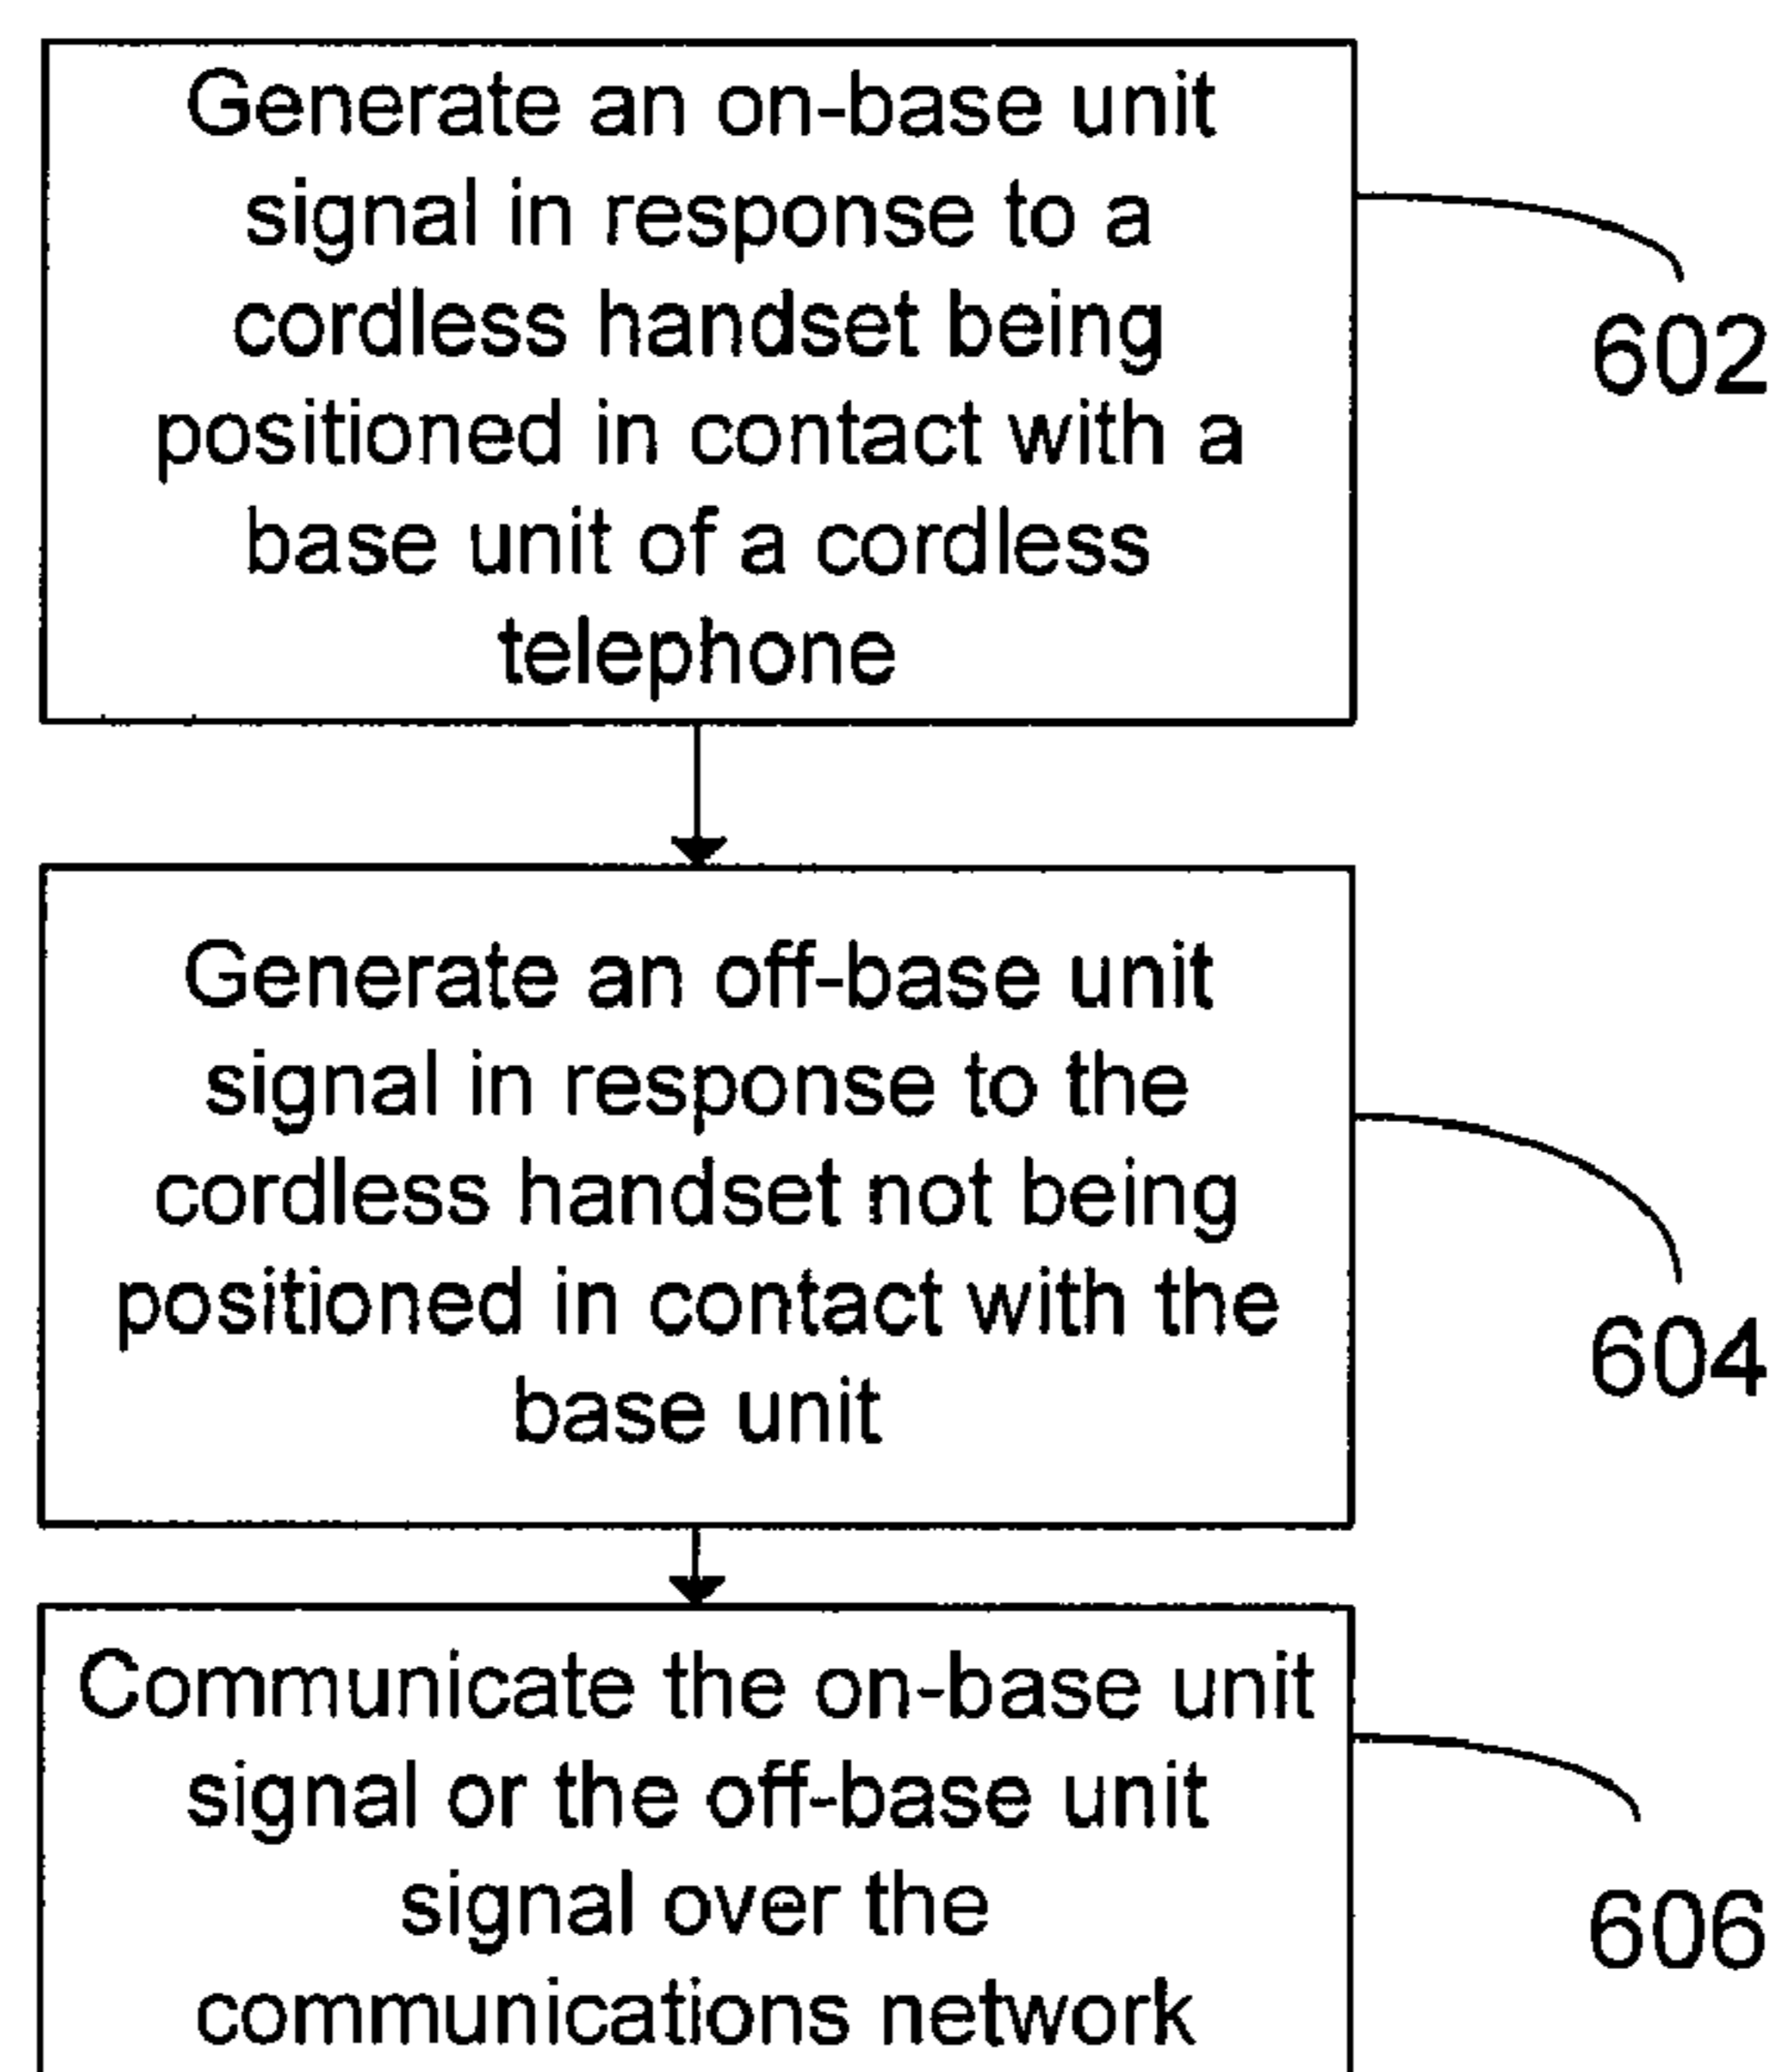 Generate an on-base unit
signal in response to a
cordless handset being
positioned in contact with a
base unit of a cordless
telephone
602
Generate an off-base unit
signal in response to the
cordless handset not being
positioned in contact with the
base unit
604
Communicate the on-base unit
signal or the off-base unit
signal over the
communications network
606